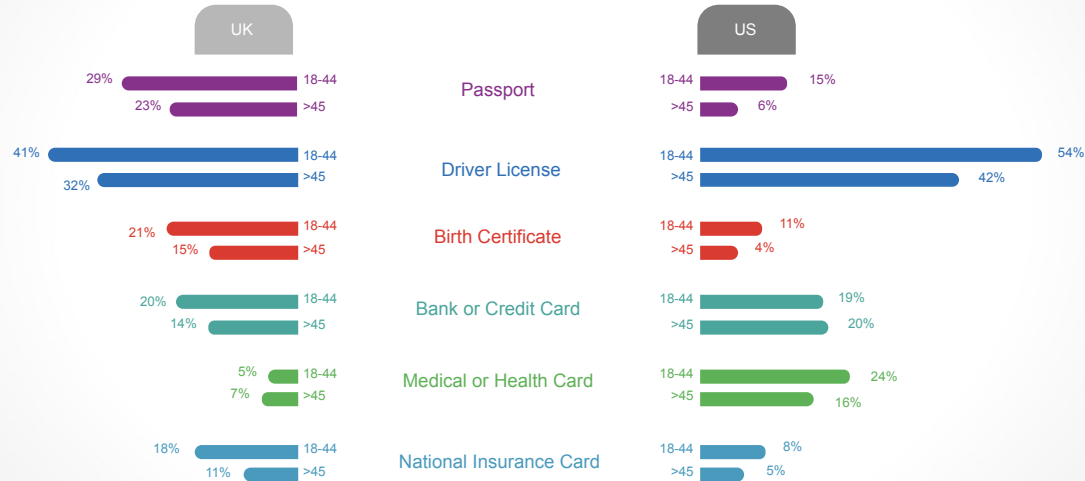 UK US
29% 18-44 Passport 18-44 15%
23% >45 >45 6%
41% 18-44 Driver License 18-44 54%
32% >45 >45 42%
21% 18-44 Birth Certificate 18-44 11%
15% >45 >45 4%
20% 18-44 Bank or Credit Card 18-44 19%
14% >45 >45 20%
5% 18-44 Medical or Health Card 18-44 24%
7% >45 >45 16%
18% 18-44 National Insurance Card 18-44 8%
11% >45 >45 5%